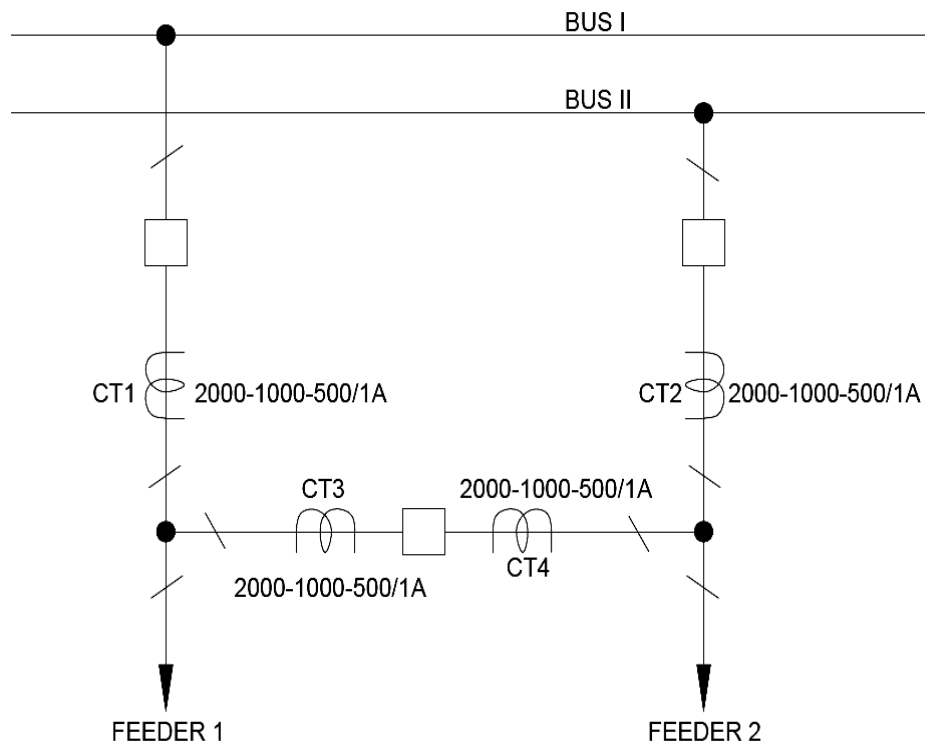 BUS I
BUS II
CT1
2000-1000-500/1A
CT2
2000-1000-500/1A
CT3
2000-1000-500/1A
2000-1000-500/1A
CT4
FEEDER 1
FEEDER 2